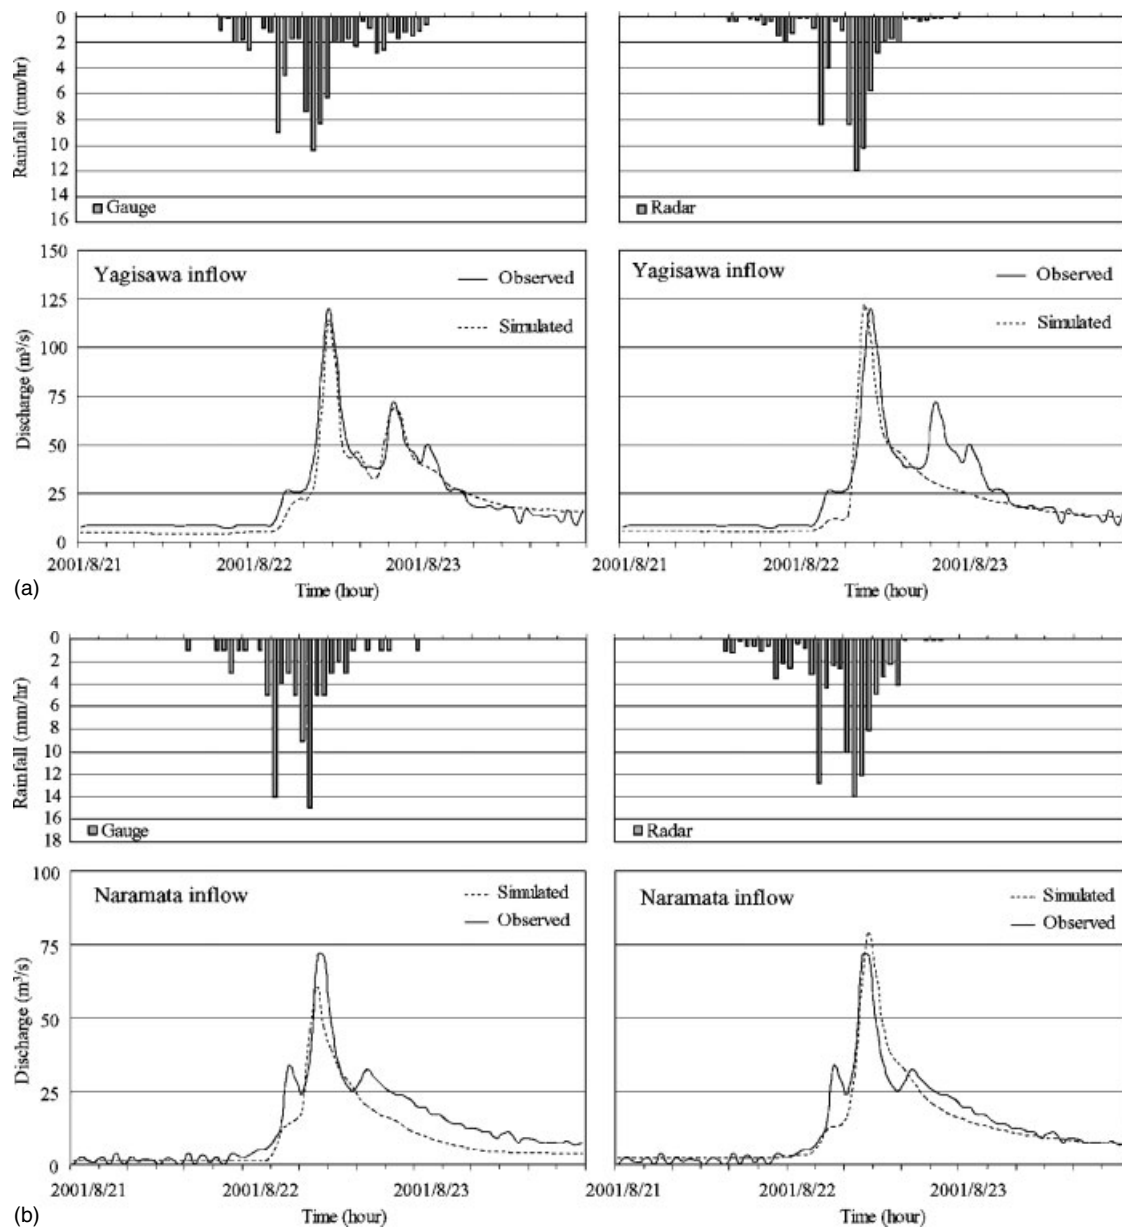 0
2
4
6
8
10
12
14
16
Rainfall (mm/hr)
Gauge
Radar
150
125
100
75
50
25
0
Discharge (m³/s)
Yagisawa inflow
Observed
Simulated
Yagisawa inflow
Observed
Simulated
2001/8/21 2001/8/22 2001/8/23
2001/8/21 2001/8/22 2001/8/23
(a)
Time (hour)
Time (hour)
0
2
4
6
8
10
12
14
16
18
Rainfall (mm/hr)
Gauge
Radar
100
75
50
25
0
Discharge (m³/s)
Naramata inflow
Simulated
Observed
Naramata inflow
Simulated
Observed
2001/8/21 2001/8/22 2001/8/23
2001/8/21 2001/8/22 2001/8/23
(b)
Time (hour)
Time (hour)